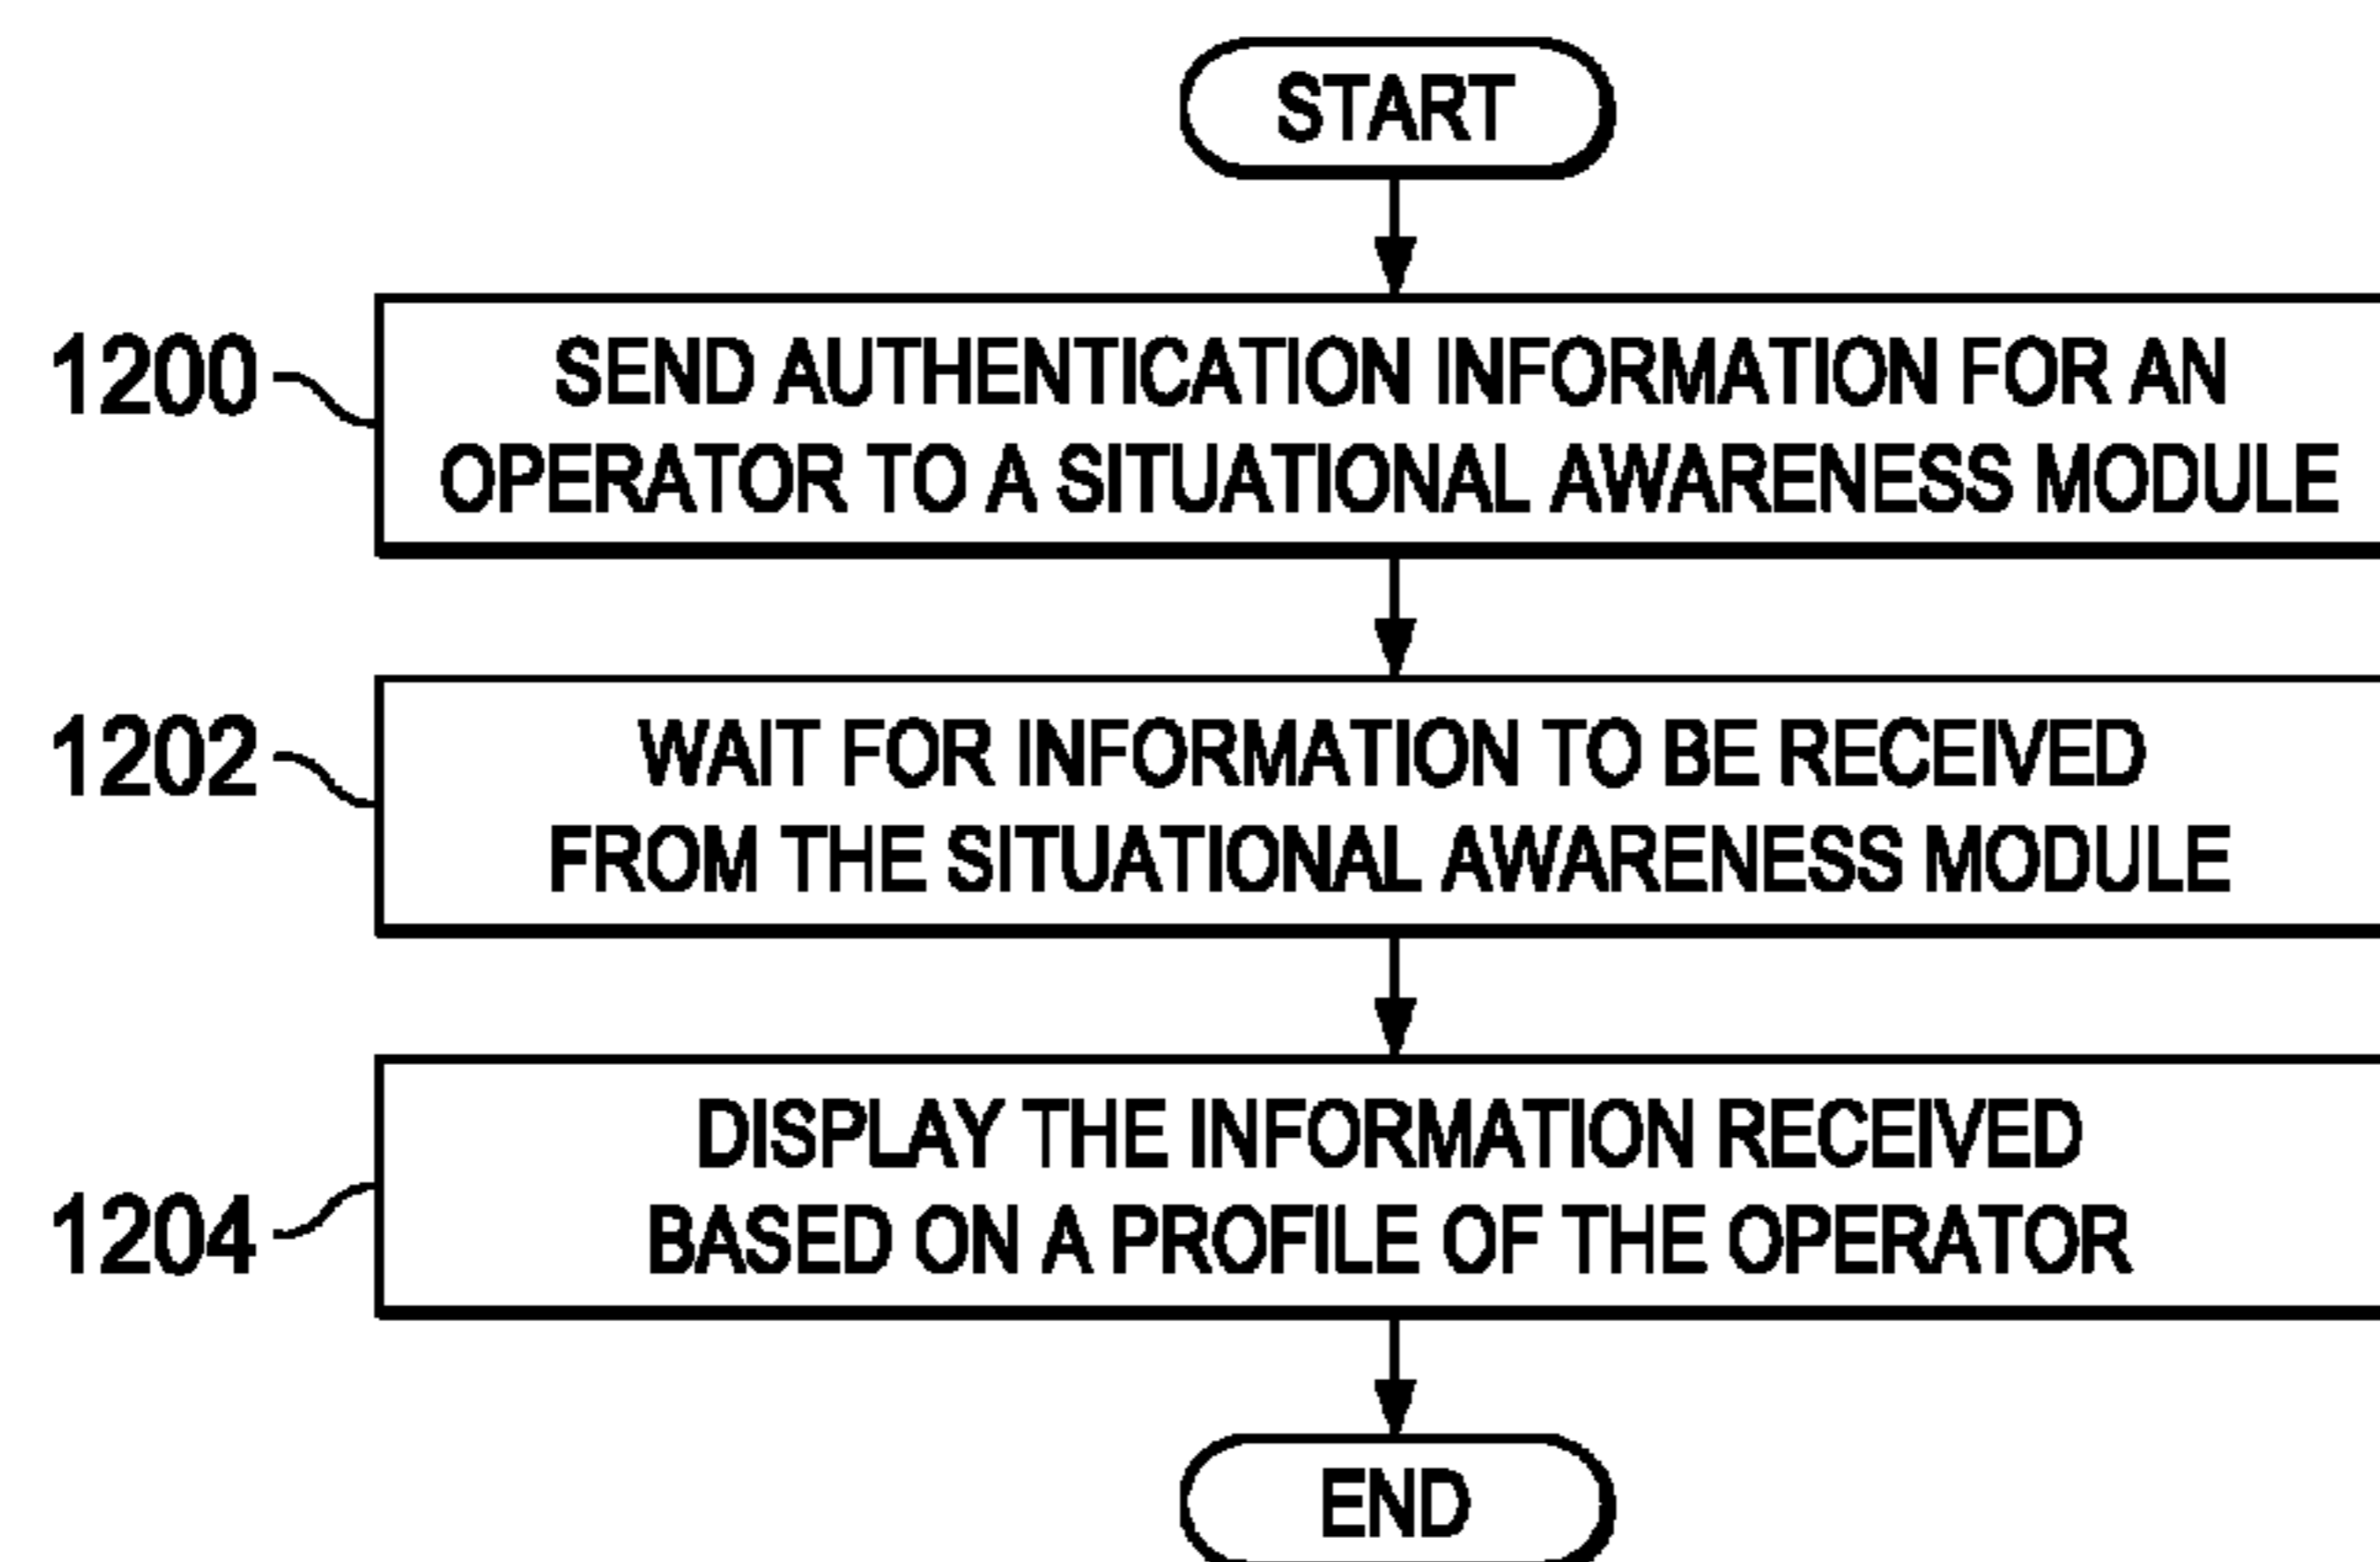 START
1200
SEND AUTHENTICATION INFORMATION FOR AN
OPERATOR TO A SITUATIONAL AWARENESS MODULE
1202
WAIT FOR INFORMATION TO BE RECEIVED
FROM THE SITUATIONAL AWARENESS MODULE
1204
DISPLAY THE INFORMATION RECEIVED
BASED ON A PROFILE OF THE OPERATOR
END